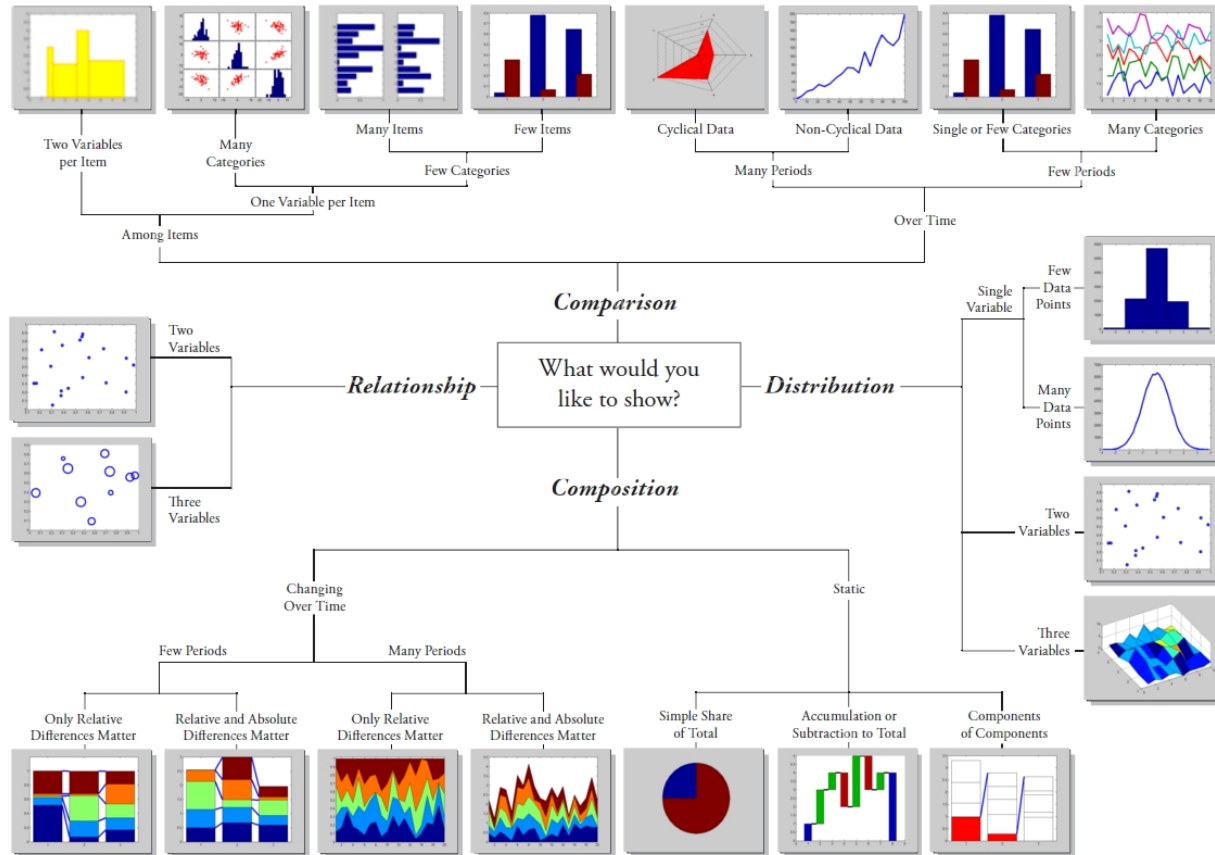 Two Variables
per Item
Many
Categories
Many Items
Few Items
Cyclical Data
Non-Cyclical Data
Single or Few Categories
Many Categories
Few Categories
Many Periods
Few Periods
One Variable per Item
Among Items
Over Time
Comparison
What would you
like to show?
Relationship
Two
Variables
Three
Variables
Distribution
Single
Variable
Few
Data
Points
Many
Data
Points
Two
Variables
Three
Variables
Composition
Changing
Over Time
Static
Few Periods
Many Periods
Only Relative
Differences Matter
Relative and Absolute
Differences Matter
Only Relative
Differences Matter
Relative and Absolute
Differences Matter
Simple Share
of Total
Accumulation or
Subtraction to Total
Components
of Components